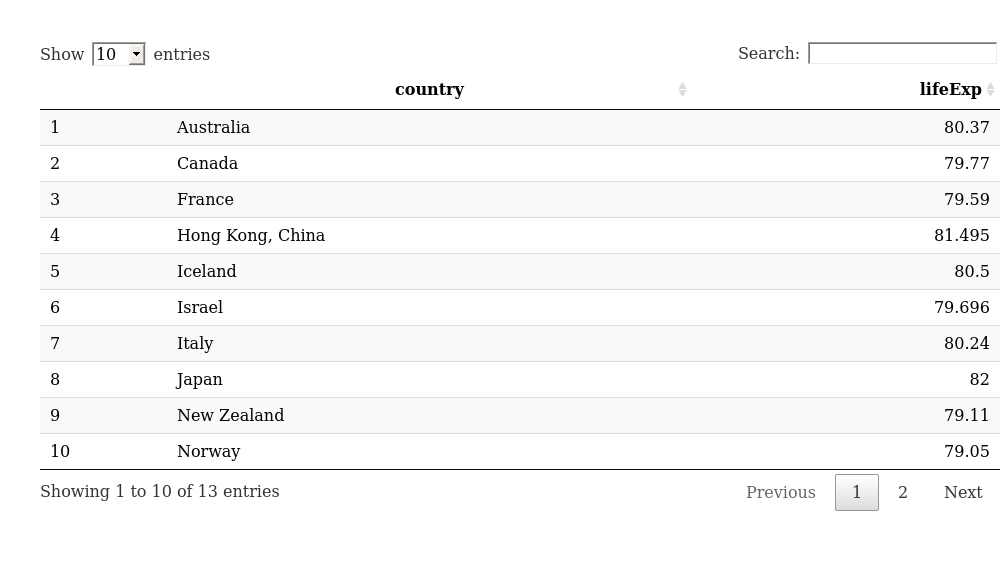 Show 10 entries Search:
country lifeExp
1 Australia 80.37
2 Canada 79.77
3 France 79.59
4 Hong Kong, China 81.495
5 Iceland 80.5
6 Israel 79.696
7 Italy 80.24
8 Japan 82
9 New Zealand 79.11
10 Norway 79.05
Showing 1 to 10 of 13 entries Previous 1 2 Next